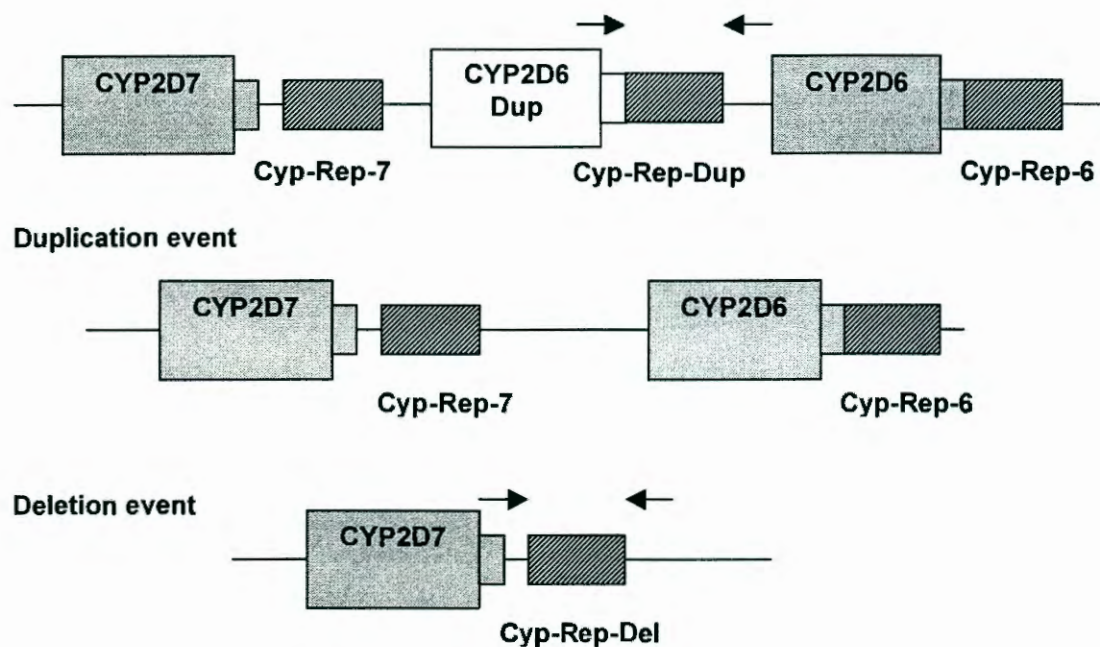 CYP2D7
CYP2D6
Dup
CYP2D6
Cyp-Rep-7
Cyp-Rep-Dup
Cyp-Rep-6
Duplication event
CYP2D7
CYP2D6
Cyp-Rep-7
Cyp-Rep-6
Deletion event
CYP2D7
Cyp-Rep-Del